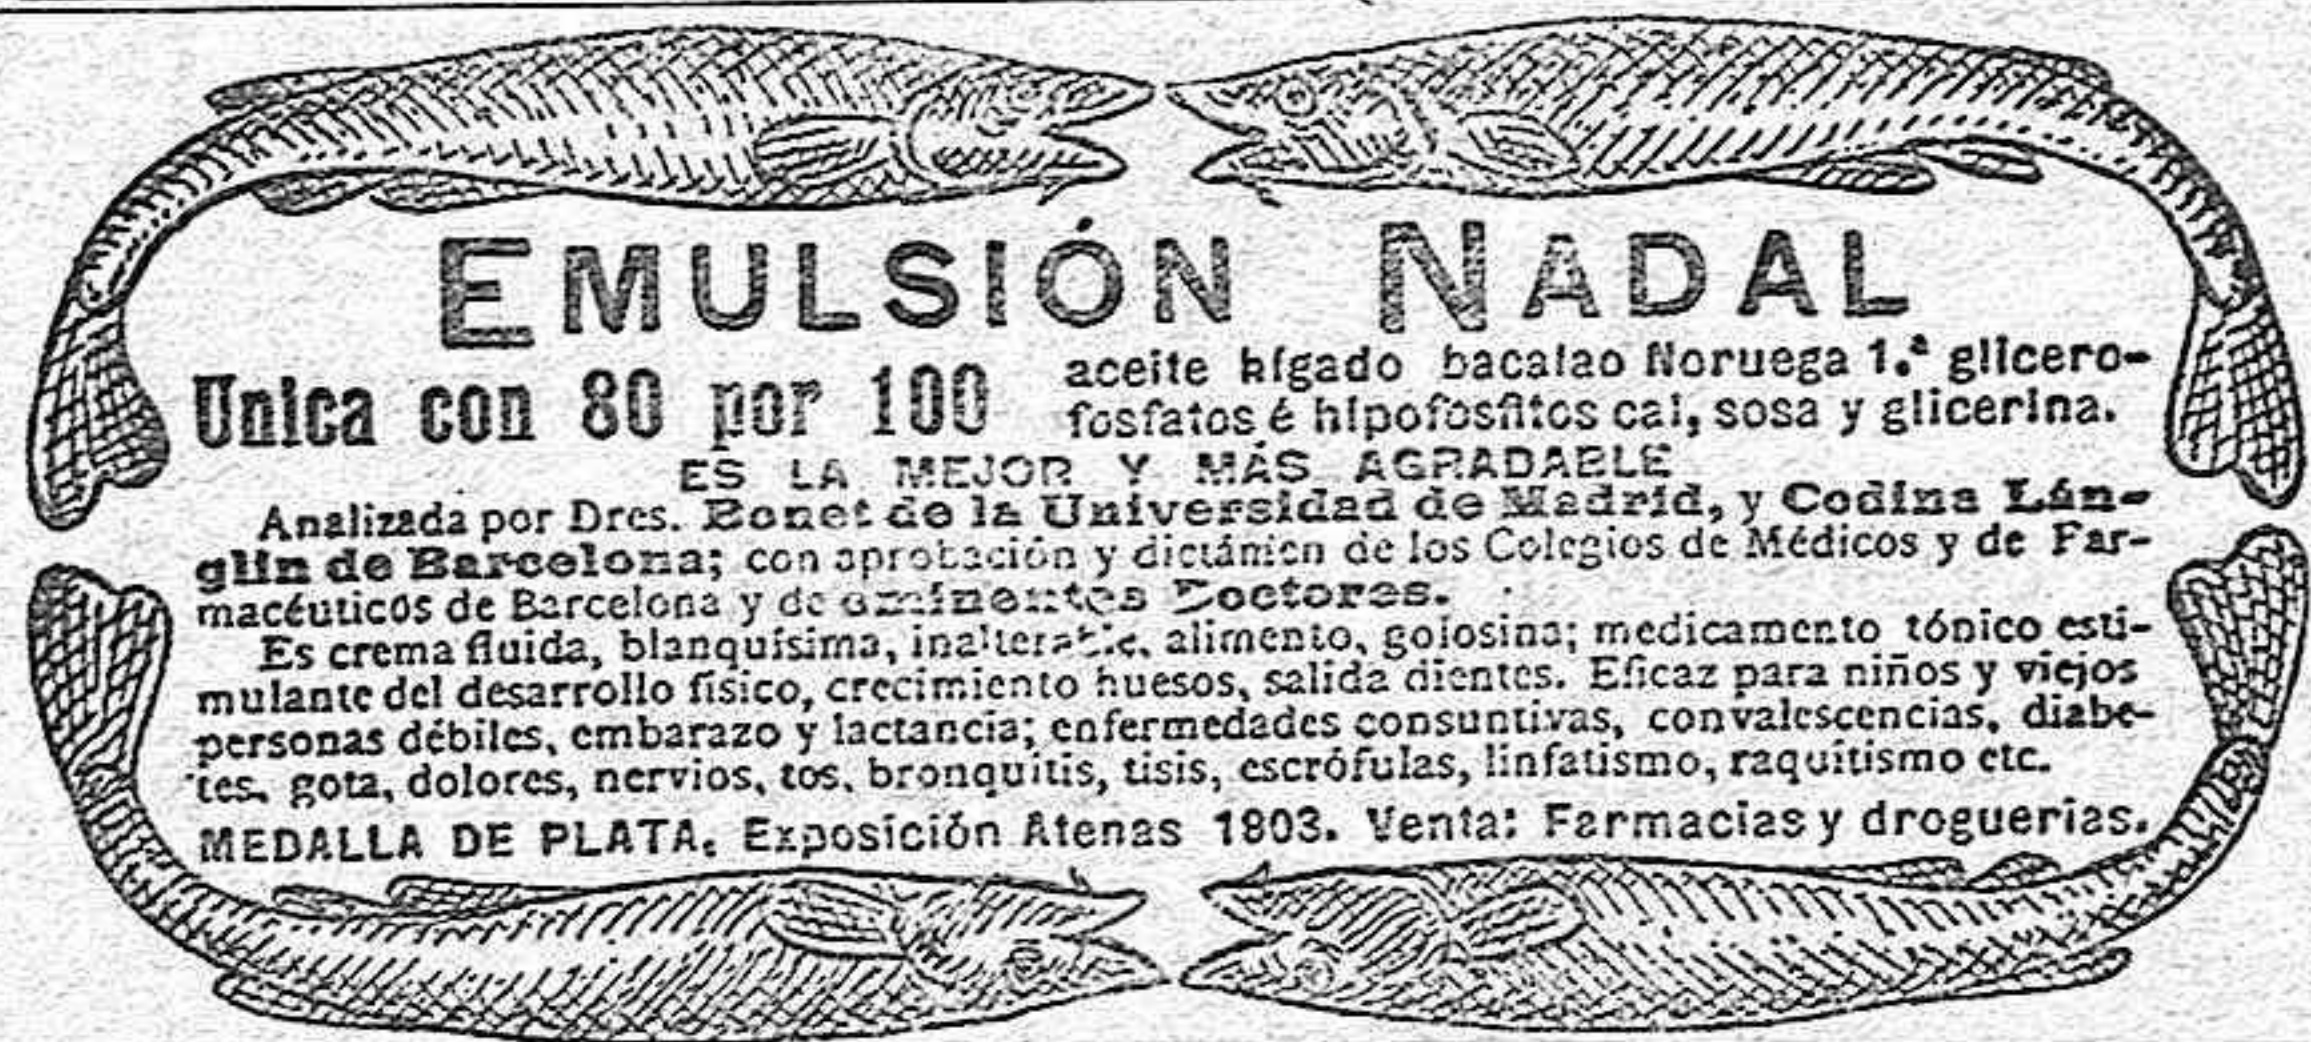 EMULSIÓN NADAL
Unica con 80 por 100 aceite hígado bacalao Noruega 1.ª glicero-
fosfatos é hipofosfitos cal, sosa y glicerina.
ES LA MEJOR Y MÁS AGRADABLE
Analizada por Dres. Bonet de la Universidad de Madrid, y Codina Lán-
glin de Barcelona; con aprobación y dictámen de los Colegios de Médicos y de Far-
macéuticos de Barcelona y de eminentes Doctores.
Es crema fluida, blanquísima, inalterable, alimento, golosina; medicamento tónico esti-
mulante del desarrollo físico, crecimiento huesos, salida dientes. Eficaz para niños y viejos
personas débiles, embarazo y lactancia; enfermedades consuntivas, convalescencias, diabe-
tes, gota, dolores, nervios, tos, bronquitis, tisis, escrófulas, linfatismo, raquitismo etc.
MEDALLA DE PLATA. Exposición Atenas 1903. Venta: Farmacias y droguerias.